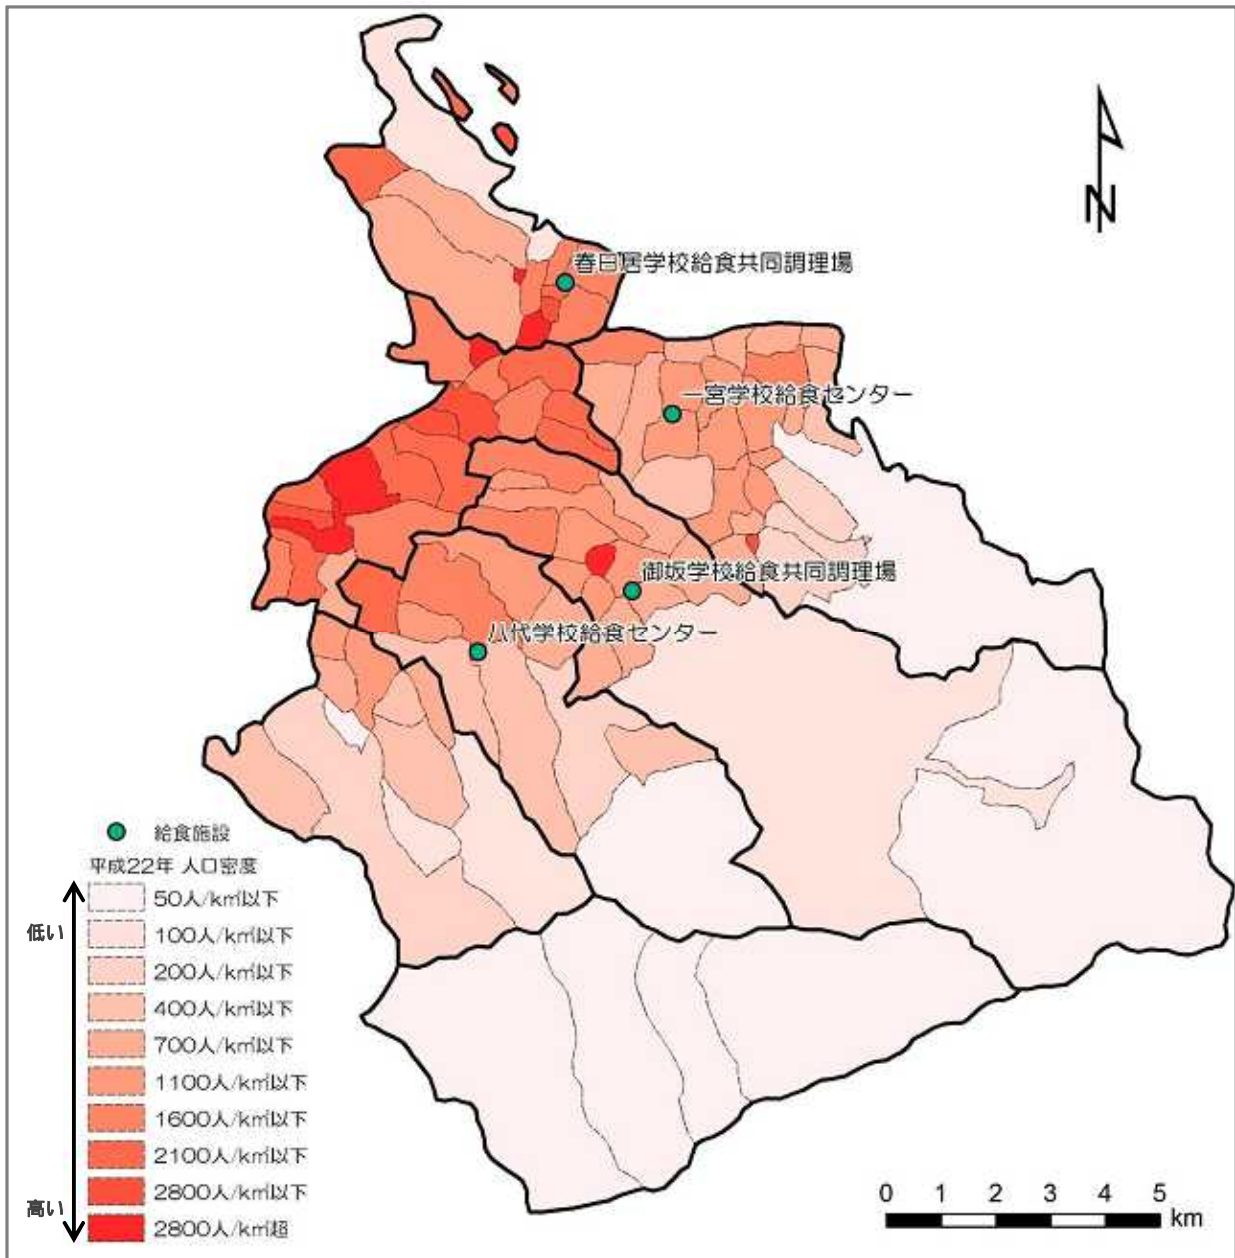 N
春日居学校給食共同調理場
一宮学校給食センター
御坂学校給食共同調理場
八代学校給食センター
給食施設
平成22年 人口密度
低い
50人/k㎡以下
100人/k㎡以下
200人/k㎡以下
400人/k㎡以下
700人/k㎡以下
1100人/k㎡以下
1600人/k㎡以下
2100人/k㎡以下
2800人/k㎡以下
2800人/k㎡超
高い
0 1 2 3 4 5
km